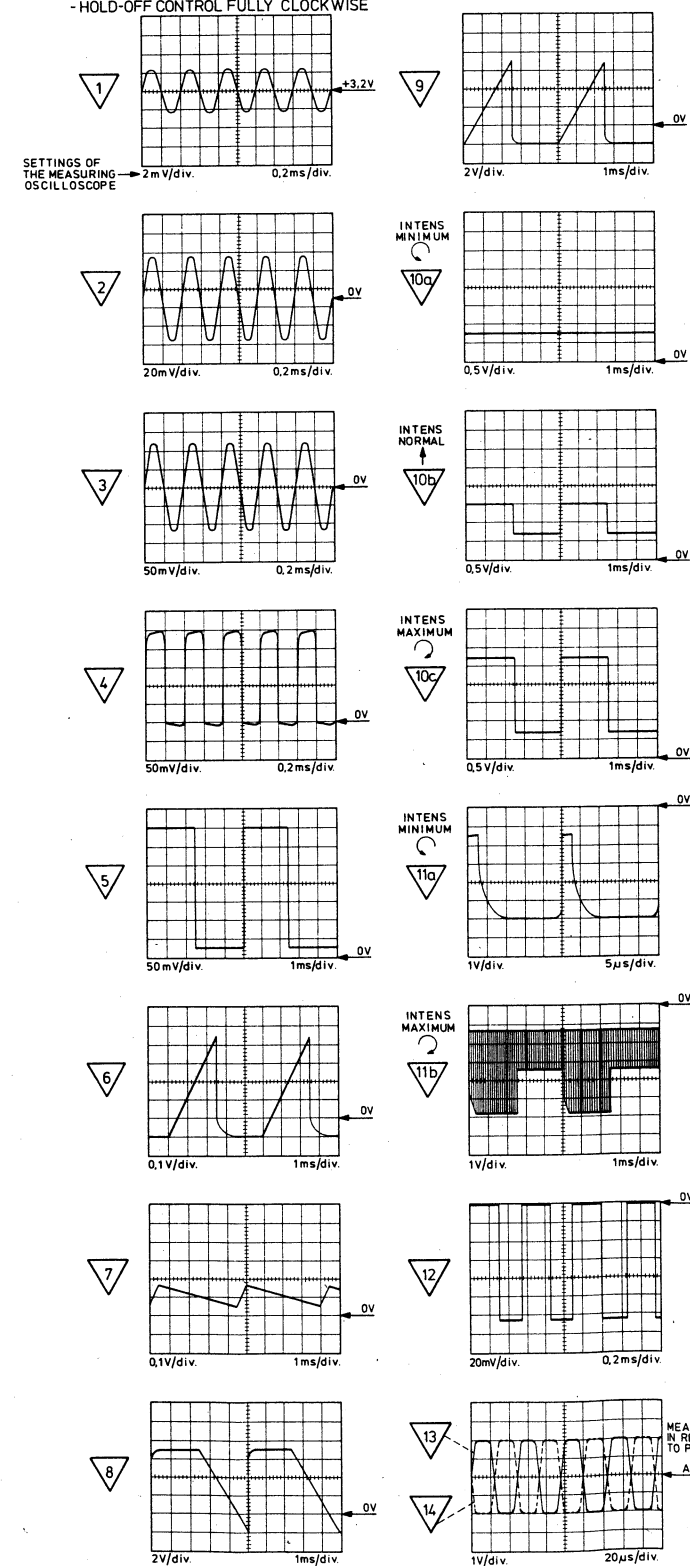 - HOLD-OFF CONTROL FULLY CLOCKWISE
1
+3,2V
SETTINGS OF
THE MEASURING
OSCILLOSCOPE
2mV/div.
0,2ms/div.
2
0V
20mV/div.
0,2ms/div.
3
0V
50mV/div.
0,2ms/div.
4
0V
50mV/div.
0,2ms/div.
5
0V
50mV/div.
1ms/div.
6
0V
0,1V/div.
1ms/div.
7
0V
0,1V/div.
1ms/div.
8
0V
2V/div.
1ms/div.
9
0V
2V/div.
1ms/div.
INTENS
MINIMUM
10a
0V
0,5V/div.
1ms/div.
INTENS
NORMAL
10b
0V
0,5V/div.
1ms/div.
INTENS
MAXIMUM
10c
0V
0,5V/div.
1ms/div.
INTENS
MINIMUM
11a
0V
1V/div.
5µs/div.
INTENS
MAXIMUM
11b
0V
1V/div.
1ms/div.
12
0V
20mV/div.
0,2ms/div.
13
14
MEA
IN RE
TO P
A
1V/div.
20µs/div.